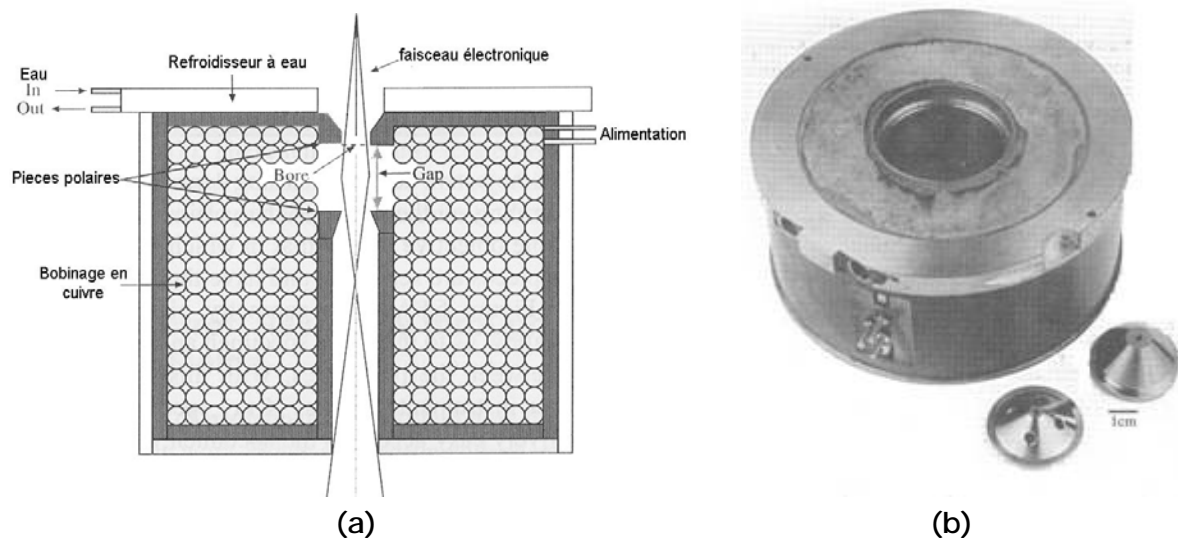 Refroidisseur à eau
faisceau électronique
Eau
In
Out
Alimentation
Bore
Gap
Pieces polaires
Bobinage en
cuivre
1cm
(a)
(b)